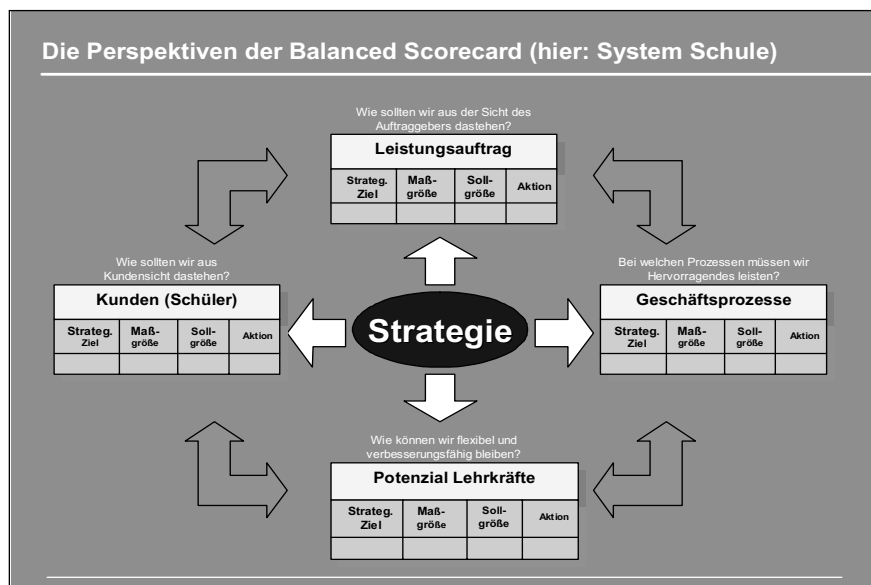 Die Perspektiven der Balanced Scorecard (hier: System Schule)
Wie sollten wir aus der Sicht des
Auftraggebers dastehen?
Leistungsauftrag
Strateg. Ziel Maß-größe Soll-größe Aktion
Wie sollten wir aus
Kundensicht dastehen?
Kunden (Schüler)
Strateg. Ziel Maß-größe Soll-größe Aktion
Strategie
Bei welchen Prozessen müssen wir
Hervorragendes leisten?
Geschäftsprozesse
Strateg. Ziel Maß-größe Soll-größe Aktion
Wie können wir flexibel und
verbesserungsfähig bleiben?
Potenzial Lehrkräfte
Strateg. Ziel Maß-größe Soll-größe Aktion